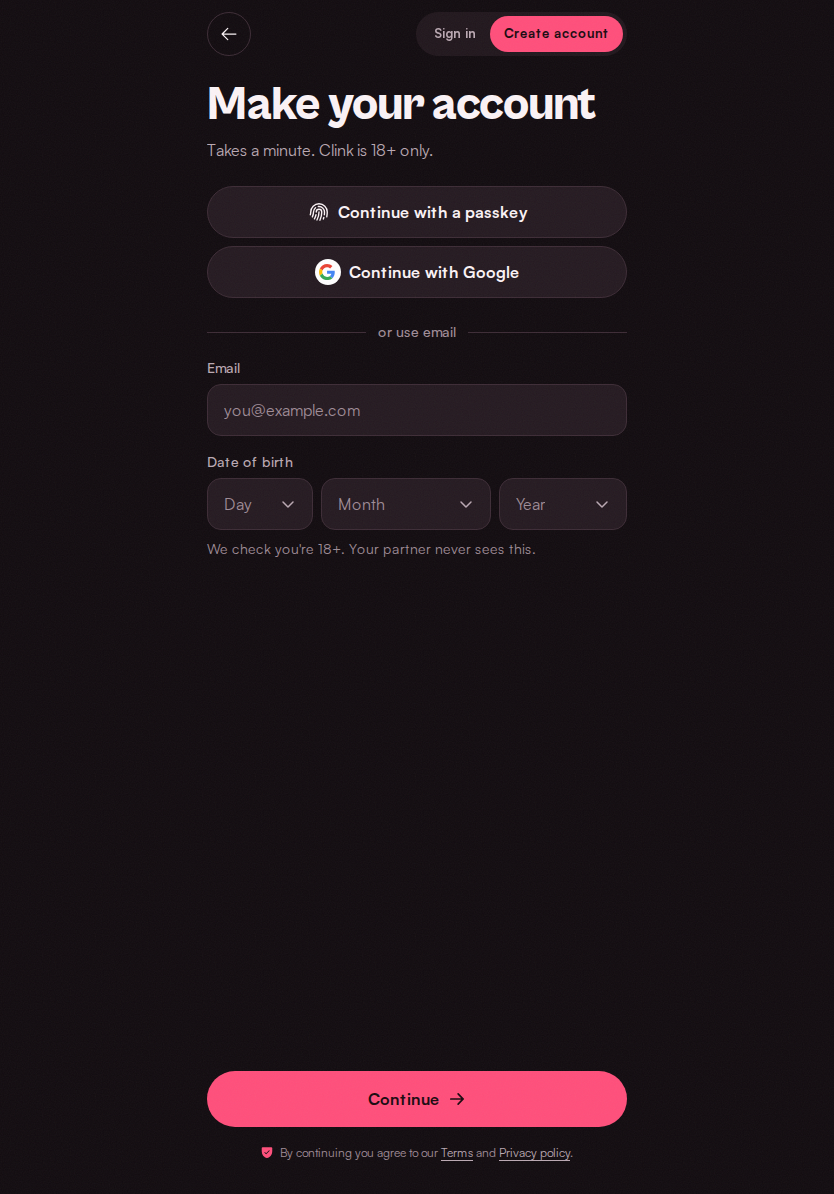 Sign in
Create account
Make your account
Takes a minute. Clink is 18+ only.
Continue with a passkey
Continue with Google
or use email
Email
you@example.com
Date of birth
Day
Month
Year
We check you're 18+. Your partner never sees this.
Continue
By continuing you agree to our Terms and Privacy policy.